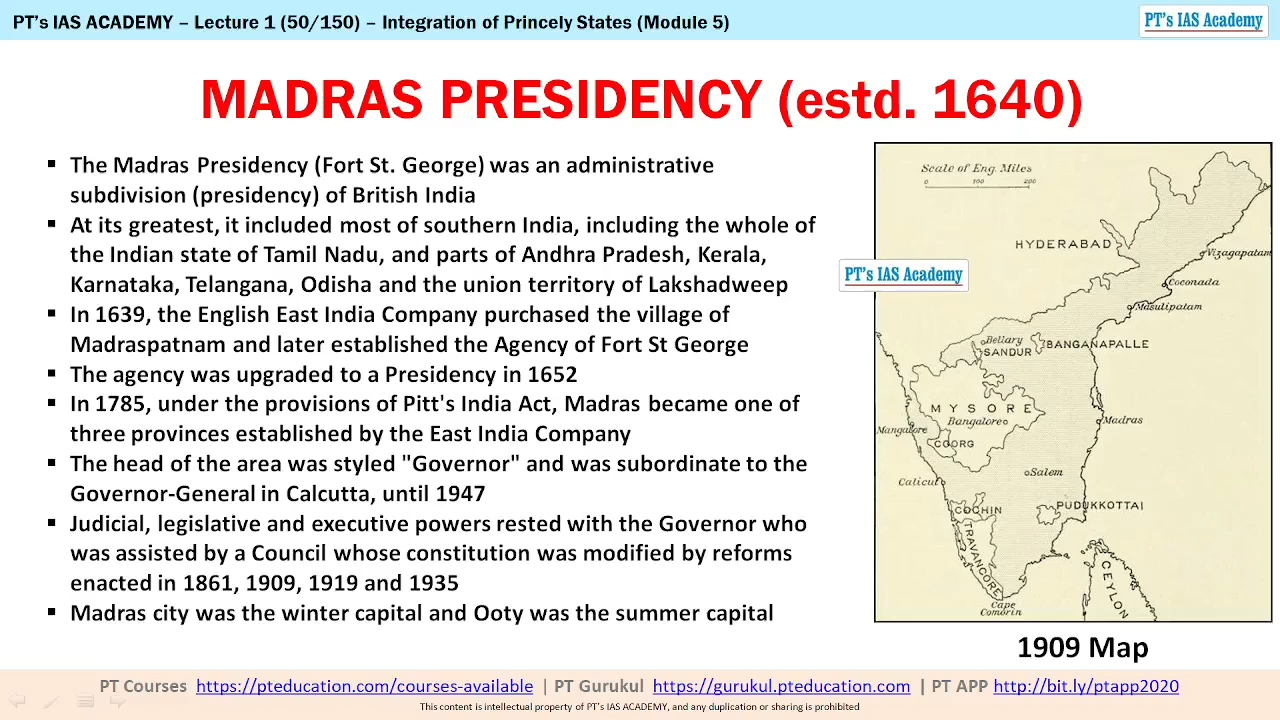 PT's IAS ACADEMY – Lecture 1 (50/150) – Integration of Princely States (Module 5)
PT's IAS Academy
MADRAS PRESIDENCY (estd. 1640)
▪ The Madras Presidency (Fort St. George) was an administrative
subdivision (presidency) of British India
▪ At its greatest, it included most of southern India, including the whole of
the Indian state of Tamil Nadu, and parts of Andhra Pradesh, Kerala,
Karnataka, Telangana, Odisha and the union territory of Lakshadweep
▪ In 1639, the English East India Company purchased the village of
Madraspatnam and later established the Agency of Fort St George
▪ The agency was upgraded to a Presidency in 1652
▪ In 1785, under the provisions of Pitt's India Act, Madras became one of
three provinces established by the East India Company
▪ The head of the area was styled "Governor" and was subordinate to the
Governor-General in Calcutta, until 1947
▪ Judicial, legislative and executive powers rested with the Governor who
was assisted by a Council whose constitution was modified by reforms
enacted in 1861, 1909, 1919 and 1935
▪ Madras city was the winter capital and Ooty was the summer capital
Scale of Eng. Miles
0 100 200
HYDERABAD
Vizagapatam
PT's IAS Academy
Coconada
Masulipatam
Bellary
SANDUR
BANGANAPALLE
MYSORE
Bangalore
Madras
Mangalore
COORG
Salem
Calicut
COCHIN
PUDUKKOTTAI
TRAVANCORE
CEYLON
Cape
Comorin
1909 Map
PT Courses https://pteducation.com/courses-available | PT Gurukul https://gurukul.pteducation.com | PT APP http://bit.ly/ptapp2020
This content is intellectual property of PT's IAS ACADEMY, and any duplication or sharing is prohibited